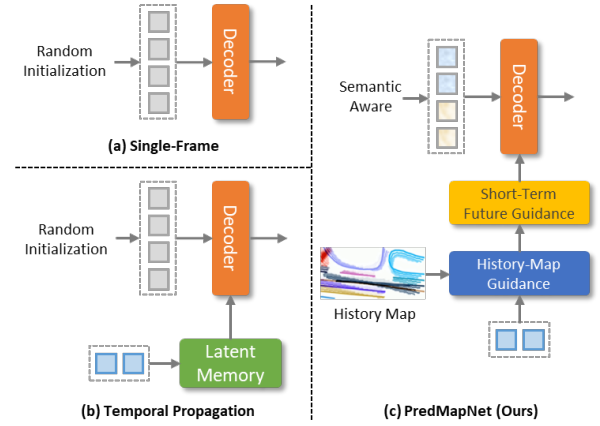 Random
Initialization
Decoder
(a) Single-Frame
Random
Initialization
Decoder
Latent
Memory
(b) Temporal Propagation
Semantic
Aware
Decoder
Short-Term
Future Guidance
History-Map
Guidance
History Map
(c) PredMapNet (Ours)